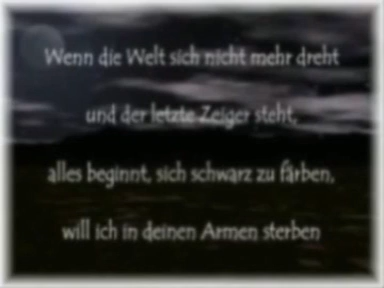 Wenn die Welt sich nicht mehr dreht
und der letzte Zeiger steht,
alles beginnt, sich schwarz zu färben,
will ich in deinen Armen sterben